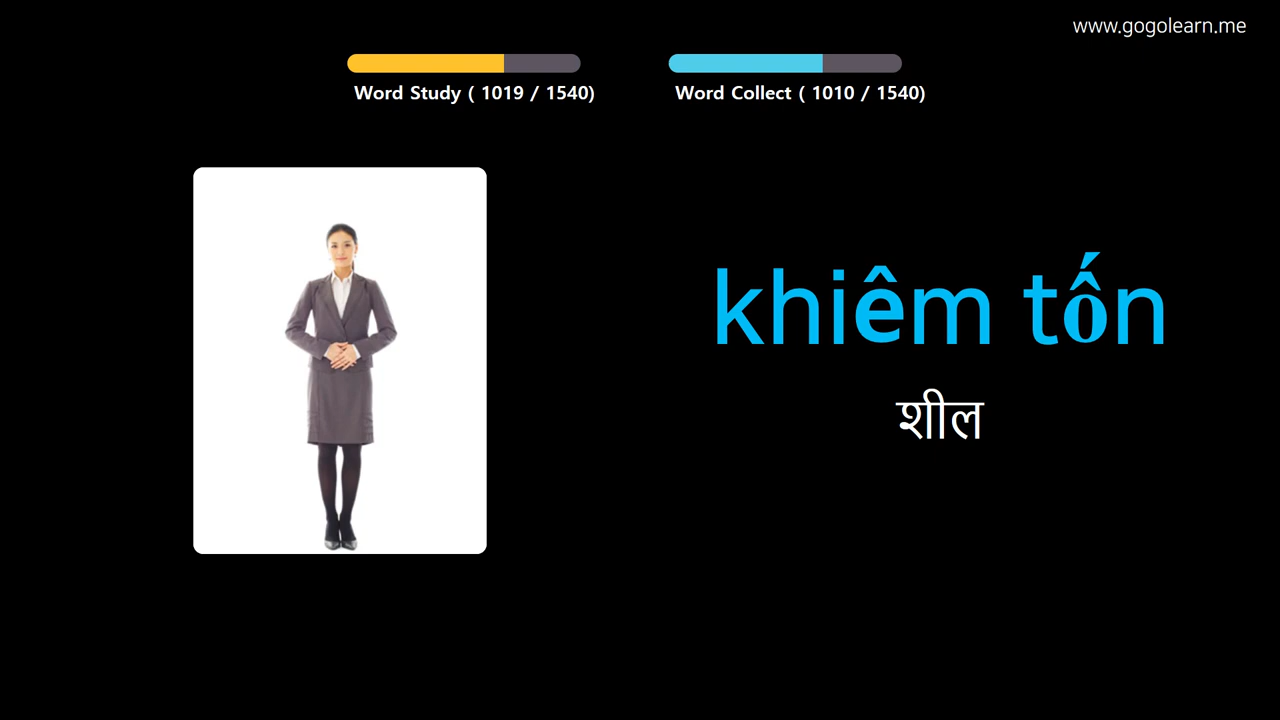 www.gogolearn.me
Word Study ( 1019 / 1540)
Word Collect ( 1010 / 1540)
khiêm tốn
शील